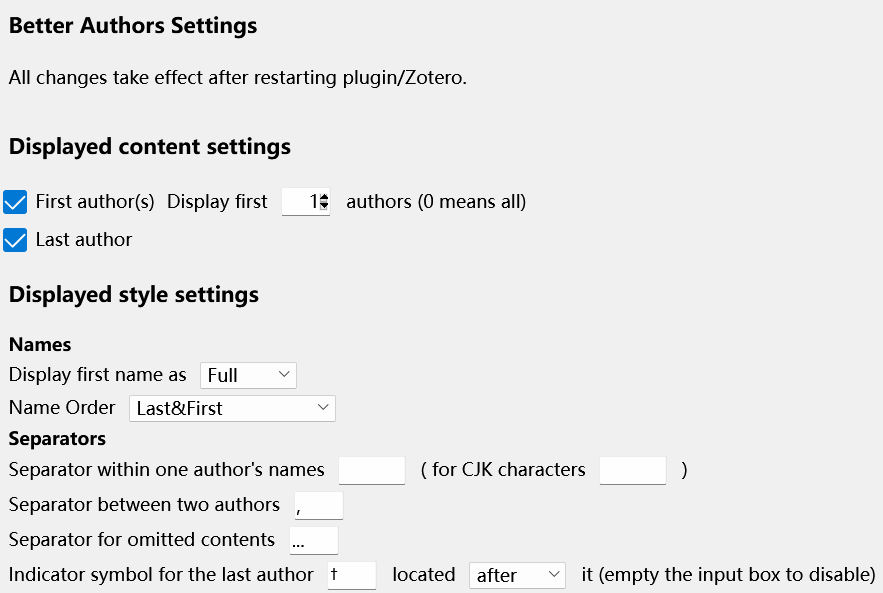 Better Authors Settings
All changes take effect after restarting plugin/Zotero.
Displayed content settings
First author(s) Display first 1 authors (0 means all)
Last author
Displayed style settings
Names
Display first name as Full
Name Order Last&First
Separators
Separator within one author's names ( for CJK characters )
Separator between two authors ,
Separator for omitted contents ...
Indicator symbol for the last author † located after it (empty the input box to disable)